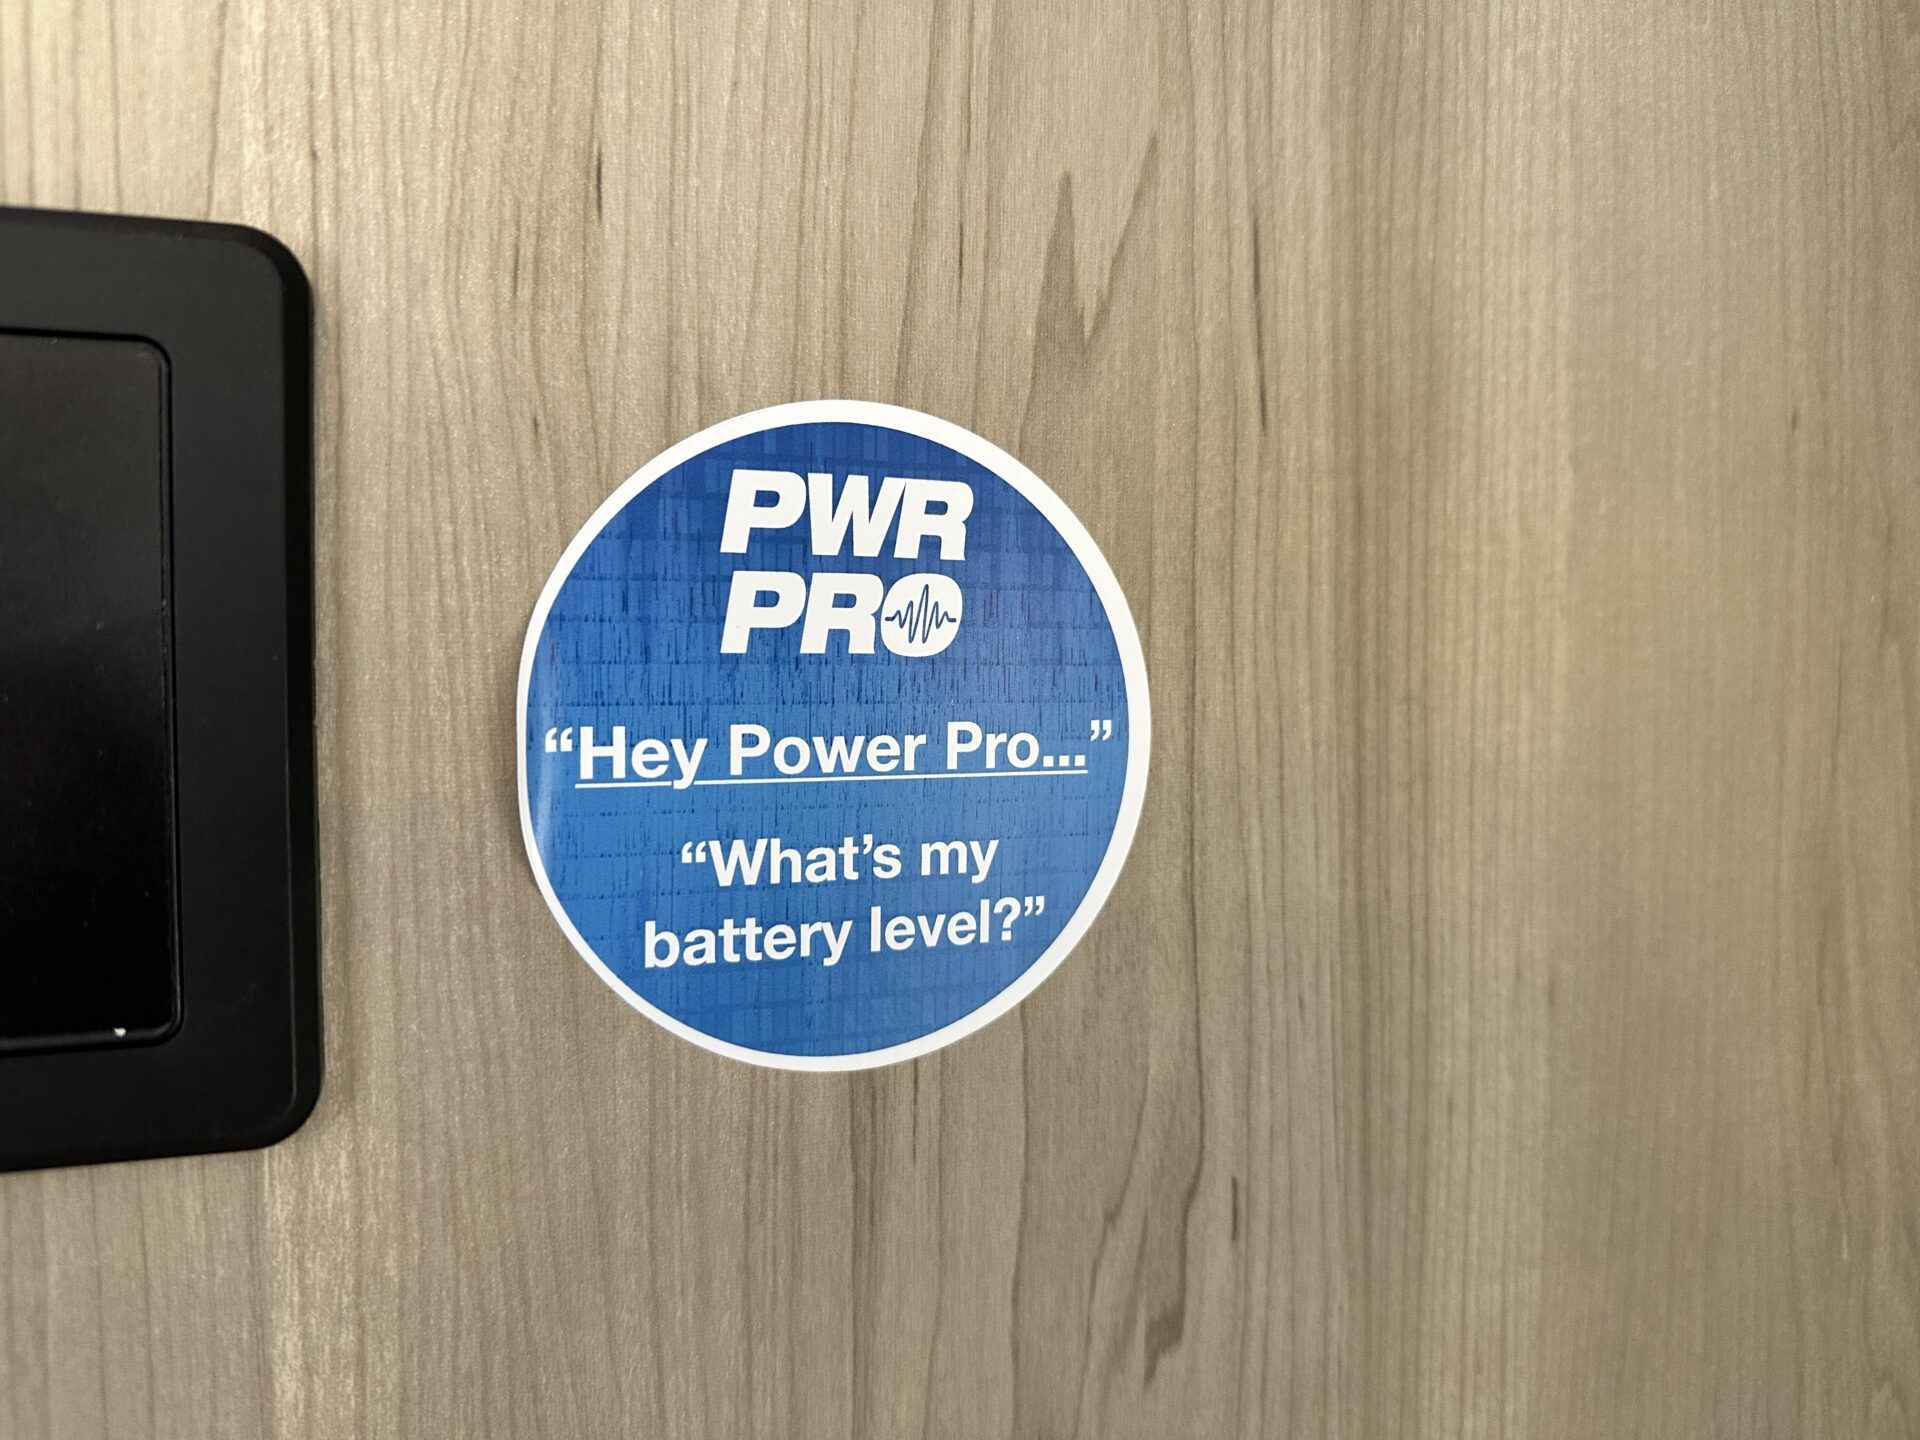 PWR
PRO
“Hey Power Pro...”
“What’s my
battery level?”